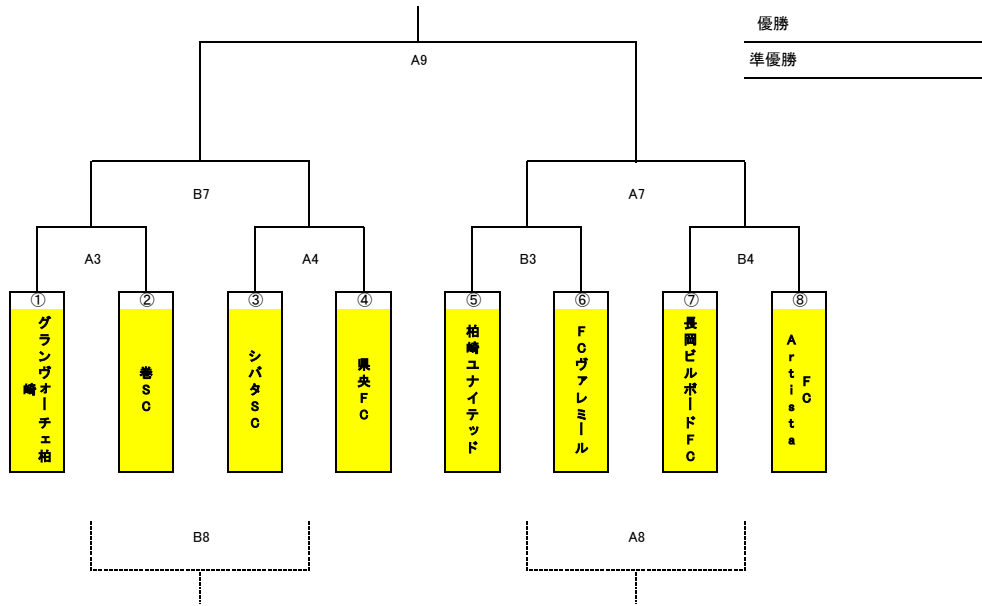 優勝
A9
準優勝
B7
A7
A3
A4
B3
B4
①
②
③
④
⑤
⑥
⑦
⑧
グランヴォーチェ柏
崎
巻SC
シバタSC
県央FC
柏崎ユナイテッド
FCヴァレミール
長岡ビルボードFC
FC
Artista
B8
A8